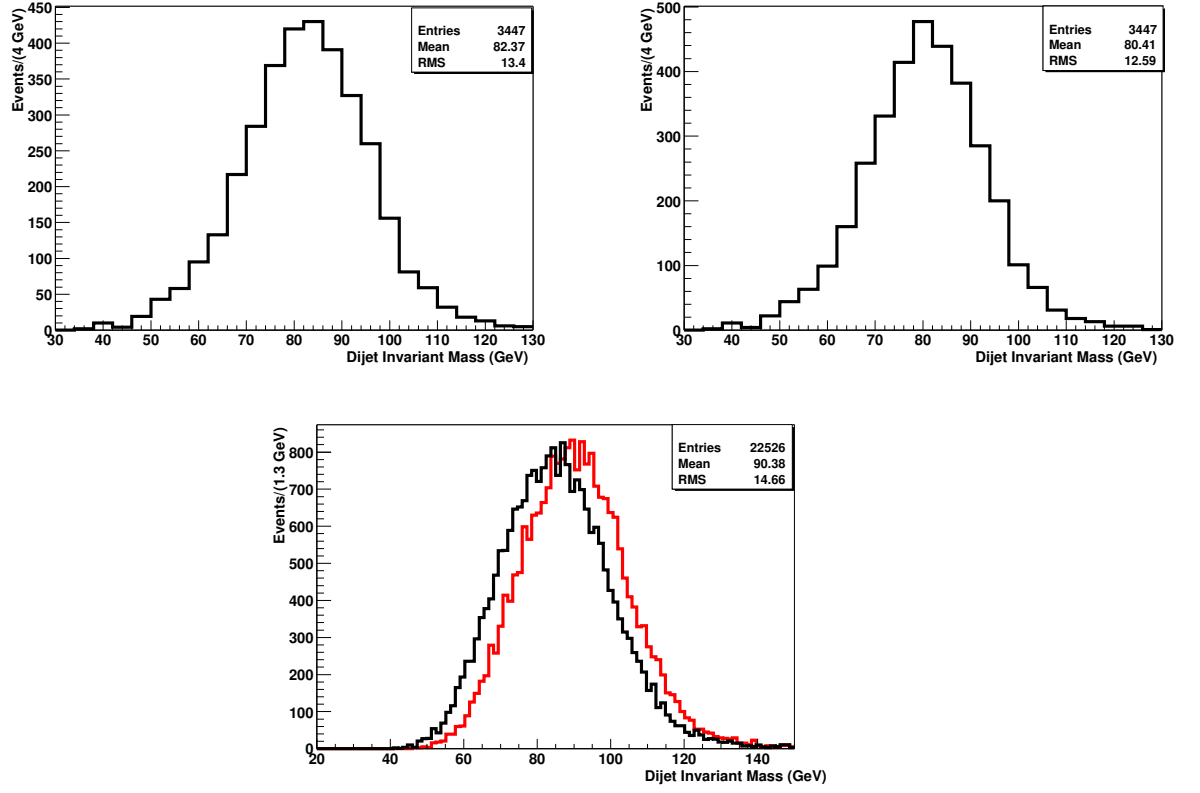 Events/(4 GeV)
450
400
350
300
250
200
150
100
50
0
Entries 3447
Mean 82.37
RMS 13.4
30 40 50 60 70 80 90 100 110 120 130
Dijet Invariant Mass (GeV)
Events/(4 GeV)
500
400
300
200
100
0
Entries 3447
Mean 80.41
RMS 12.59
30 40 50 60 70 80 90 100 110 120 130
Dijet Invariant Mass (GeV)
Events/(1.3 GeV)
800
700
600
500
400
300
200
100
0
Entries 22526
Mean 90.38
RMS 14.66
20 40 60 80 100 120 140
Dijet Invariant Mass (GeV)